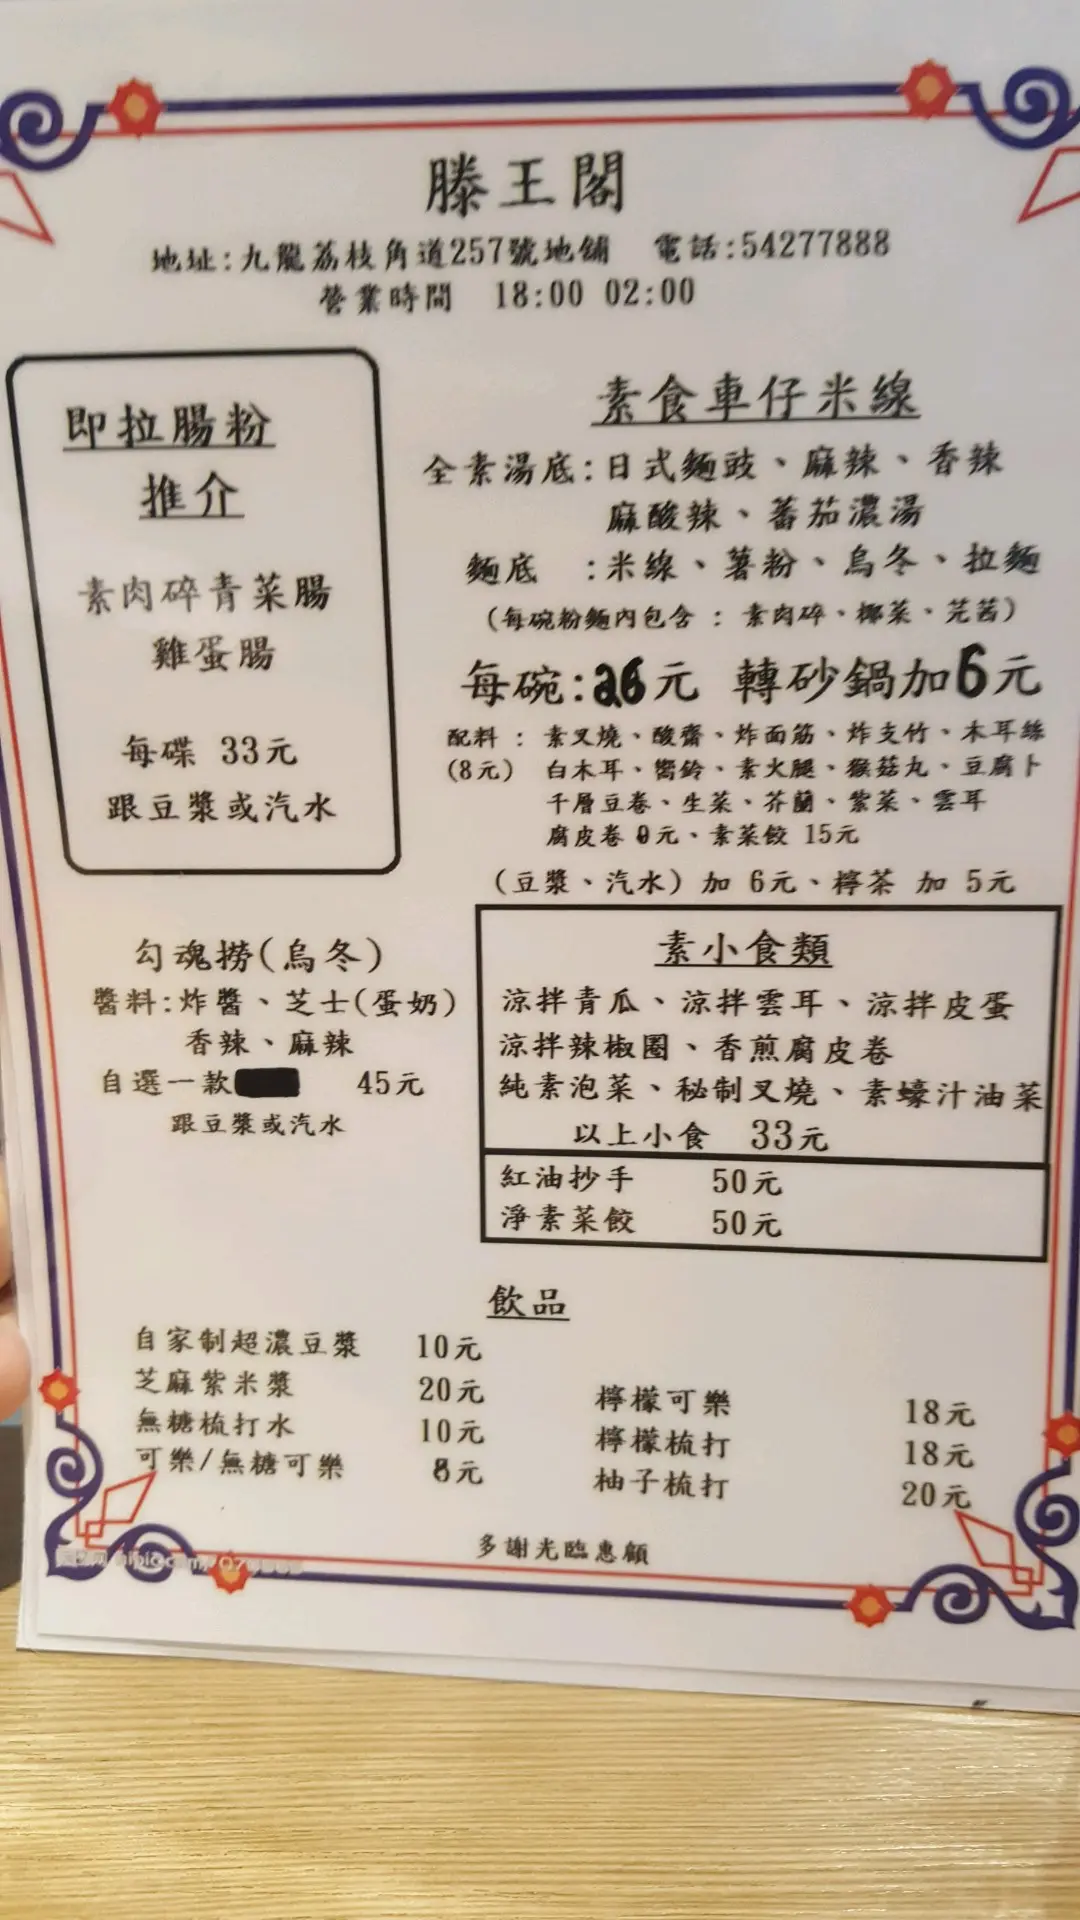 滕王閣
地址:九龍荔枝角道257號地舖　電話:54277888
營業時間　18:00 02:00
即拉腸粉
推介
素肉碎青菜腸
雞蛋腸
每碟 33元
跟豆漿或汽水
素食車仔米線
全素湯底:日式麵豉、麻辣、香辣
麻酸辣、蕃茄濃湯
麵底　:米線、薯粉、烏冬、拉麵
(每碗粉麵內包含 : 素肉碎、椰菜、芫茜)
每碗:26元 轉砂鍋加6元
配料 : 素叉燒、酸齋、炸面筋、炸支竹、木耳絲
(8元) 白木耳、嚮鈴、素火腿、猴菇丸、豆腐卜
千層豆卷、生菜、芥蘭、紫菜、雲耳
腐皮卷 元、素菜餃 15元
(豆漿、汽水) 加 6元、檸茶 加 5元
勾魂撈(烏冬)
醬料:炸醬、芝士(蛋奶)
香辣、麻辣
自選一款 45元
跟豆漿或汽水
素小食類
涼拌青瓜、涼拌雲耳、涼拌皮蛋
涼拌辣椒圈、香煎腐皮卷
純素泡菜、秘制叉燒、素蠔汁油菜
以上小食　33元
紅油抄手　50元
淨素菜餃　50元
飲品
自家制超濃豆漿　10元
芝麻紫米漿　20元
無糖梳打水　10元
可樂/無糖可樂　8元
檸檬可樂　18元
檸檬梳打　18元
柚子梳打　20元
多謝光臨惠顧